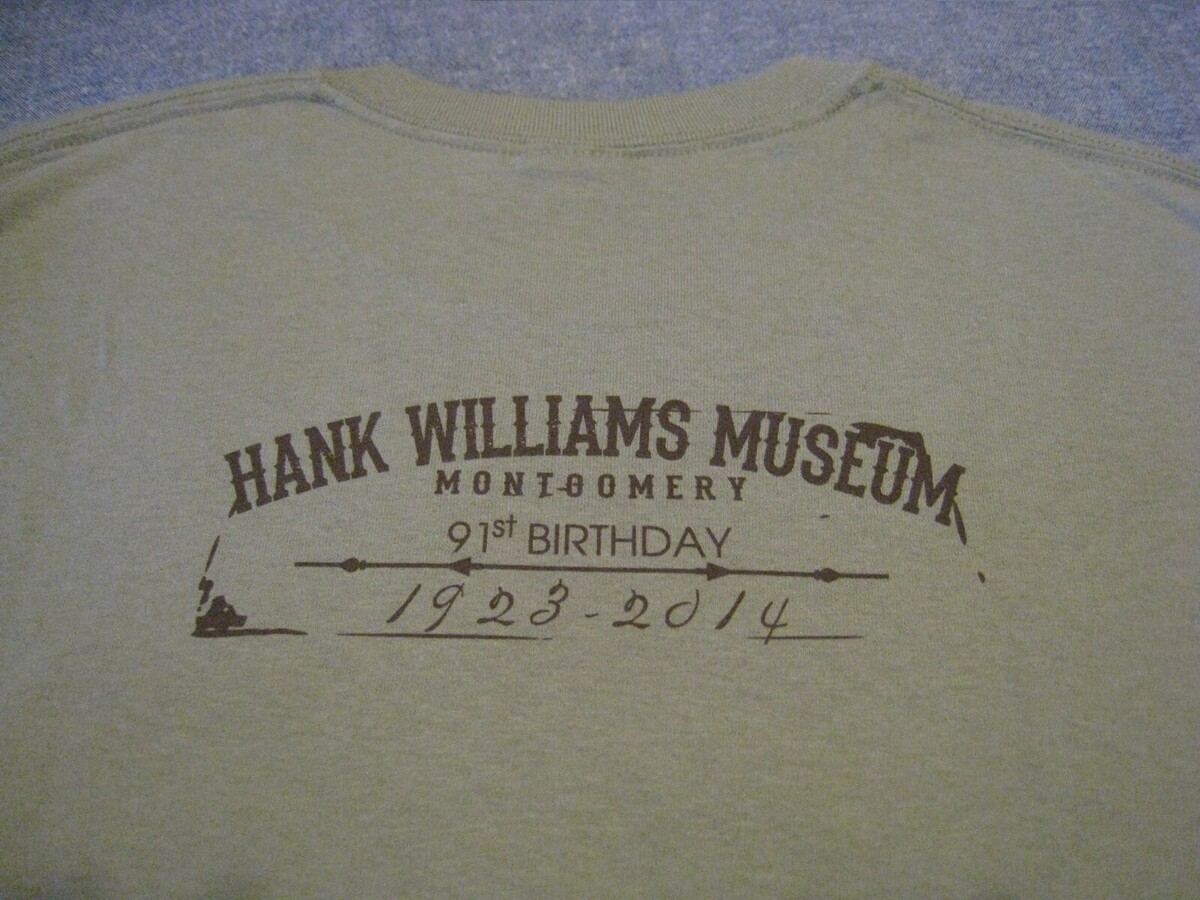 HANK WILLIAMS MUSEUM
MONTGOMERY
91st BIRTHDAY
1923-2014